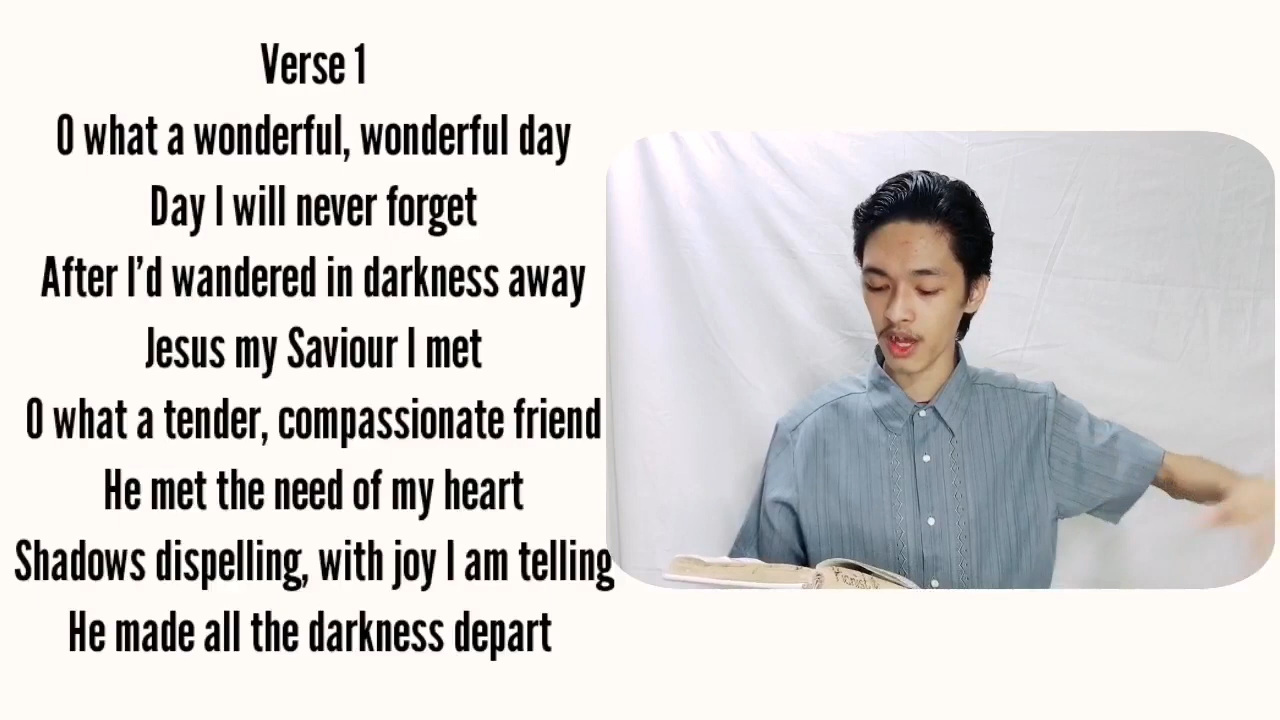 Verse 1
O what a wonderful, wonderful day
Day I will never forget
After I’d wandered in darkness away
Jesus my Saviour I met
O what a tender, compassionate friend
He met the need of my heart
Shadows dispelling, with joy I am telling
He made all the darkness depart
Pianist